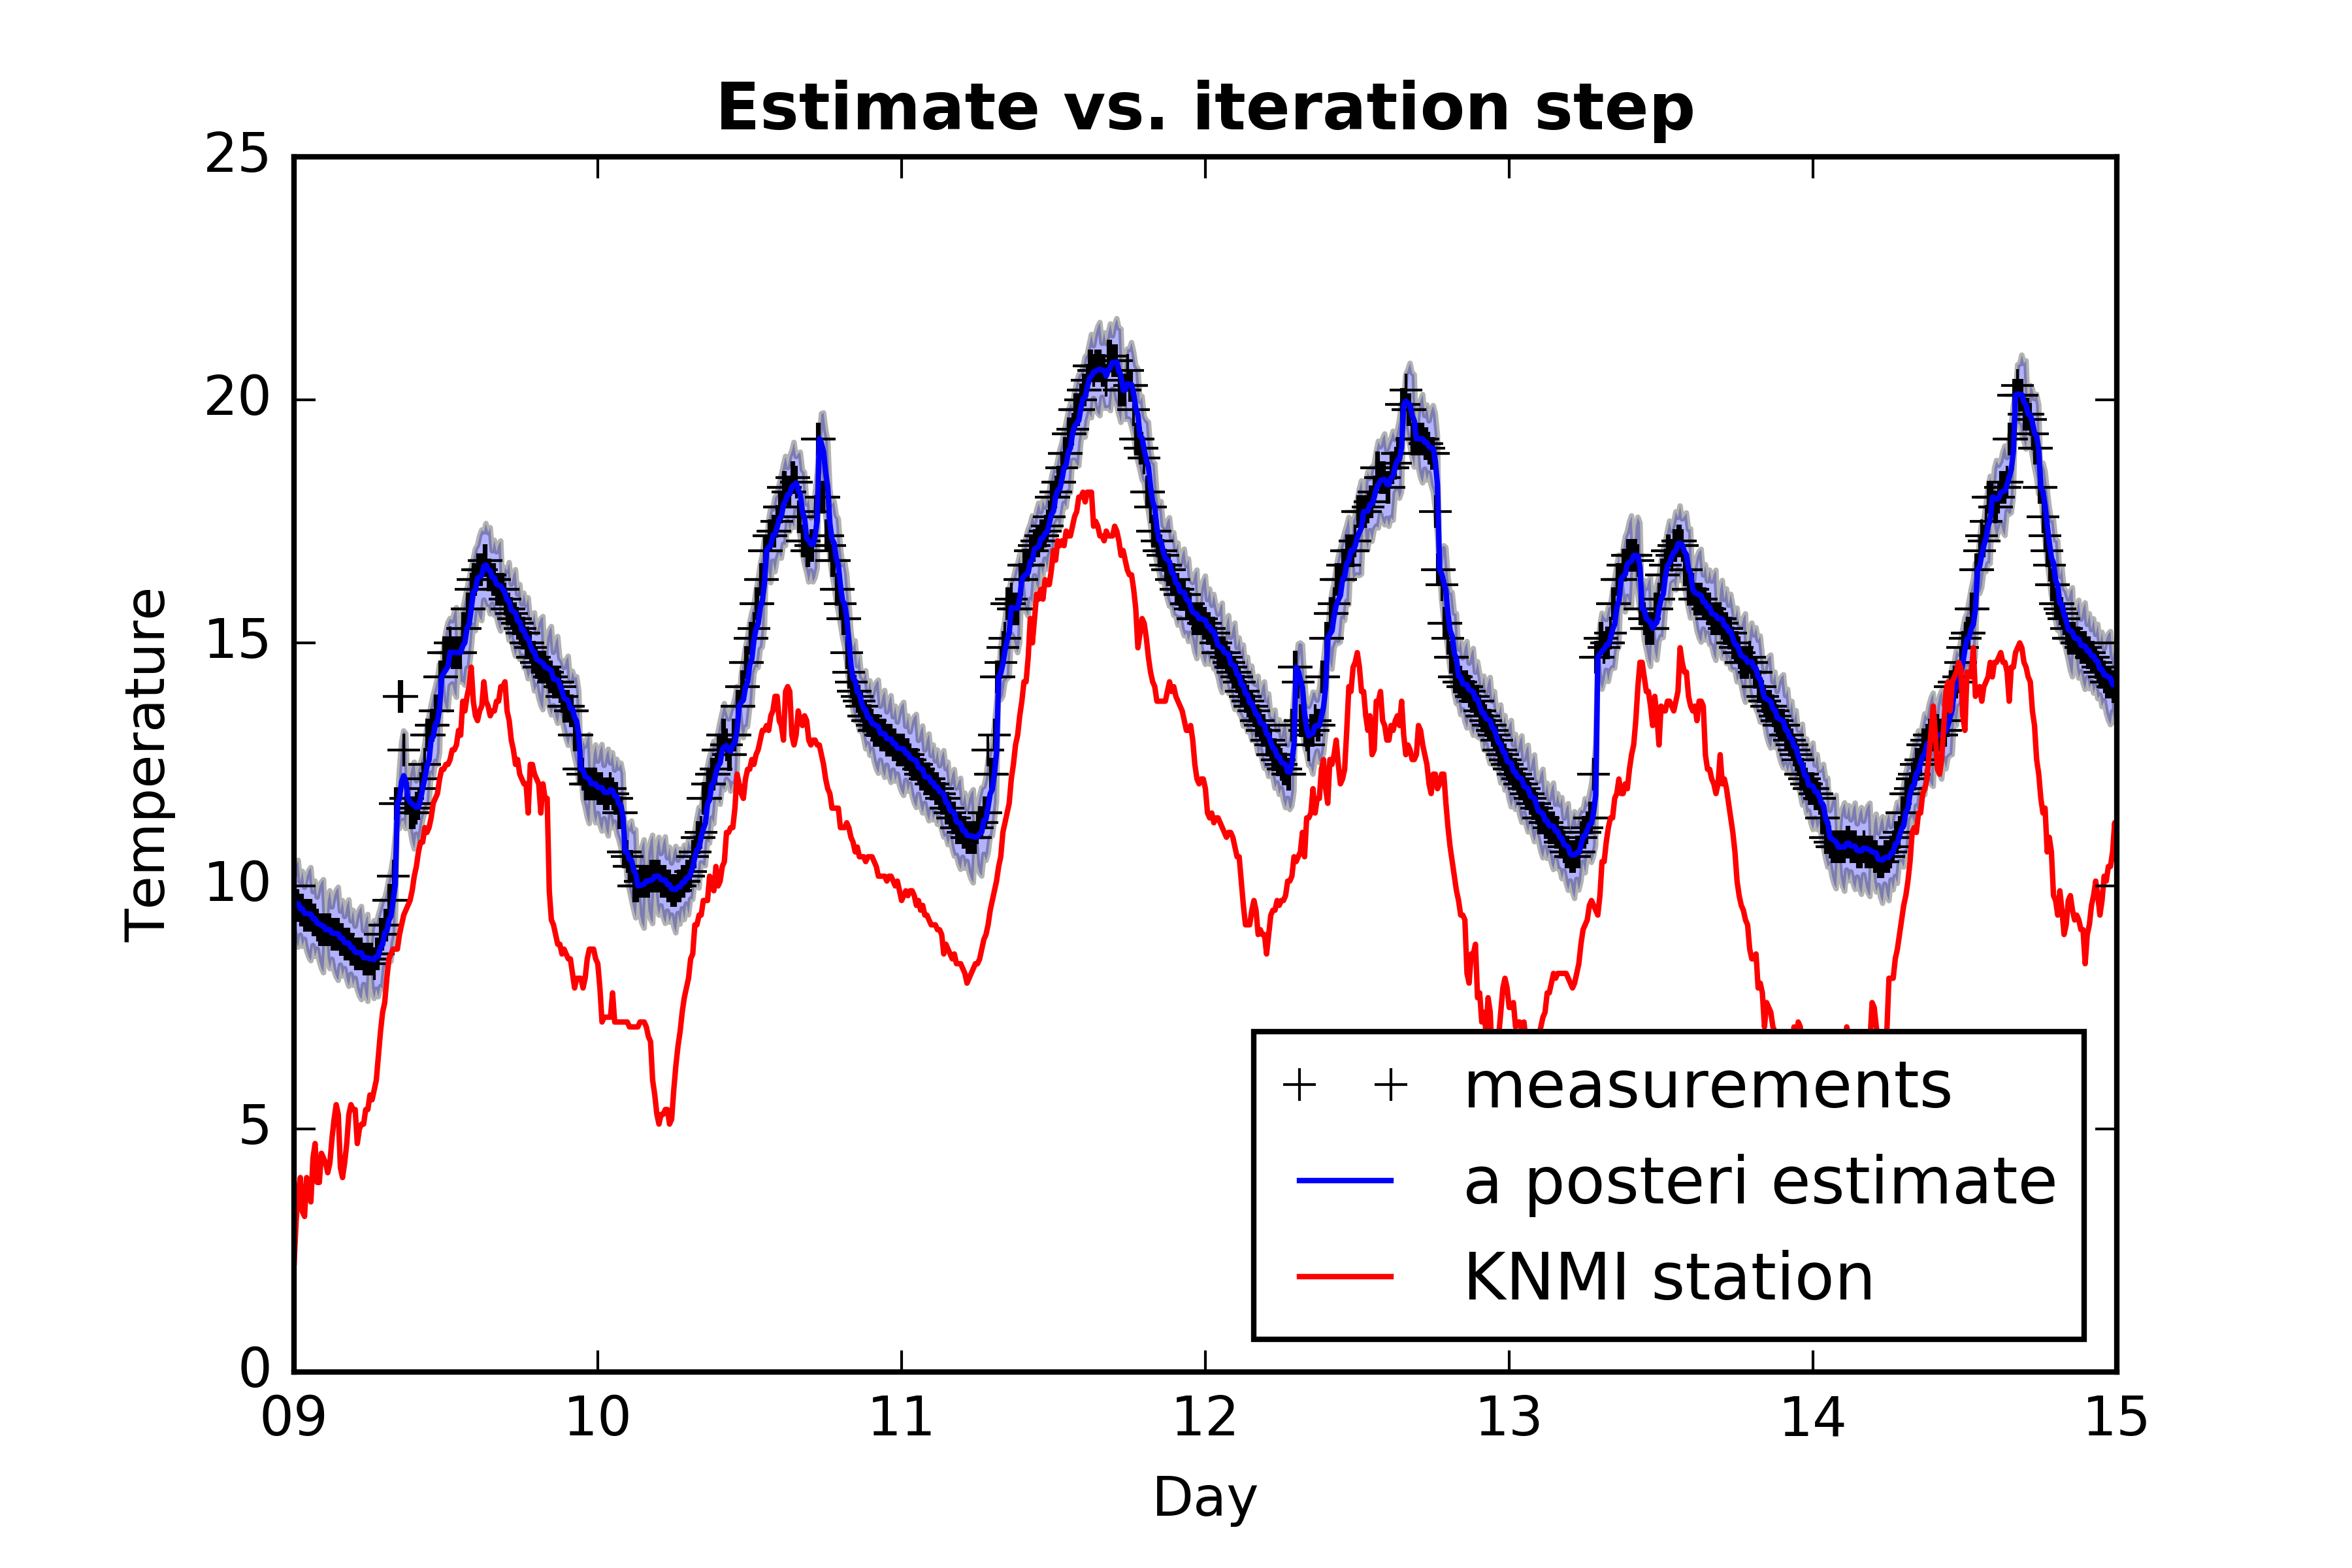 Estimate vs. iteration step
25
20
15
10
5
0
Temperature
09 10 11 12 13 14 15
Day
measurements
a posteri estimate
KNMI station